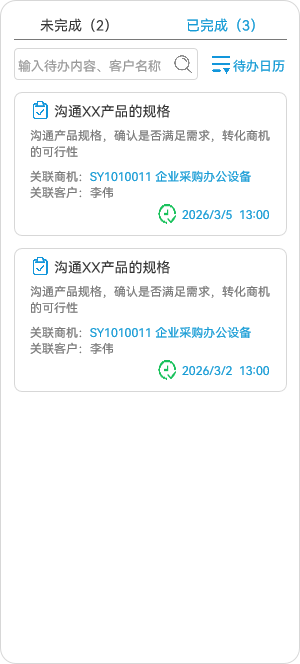 未完成（2）
已完成（3）
输入待办内容、客户名称
待办日历
沟通XX产品的规格
沟通产品规格，确认是否满足需求，转化商机
的可行性
关联商机：SY1010011 企业采购办公设备
关联客户：李伟
2026/3/5 13:00
沟通XX产品的规格
沟通产品规格，确认是否满足需求，转化商机
的可行性
关联商机：SY1010011 企业采购办公设备
关联客户：李伟
2026/3/2 13:00